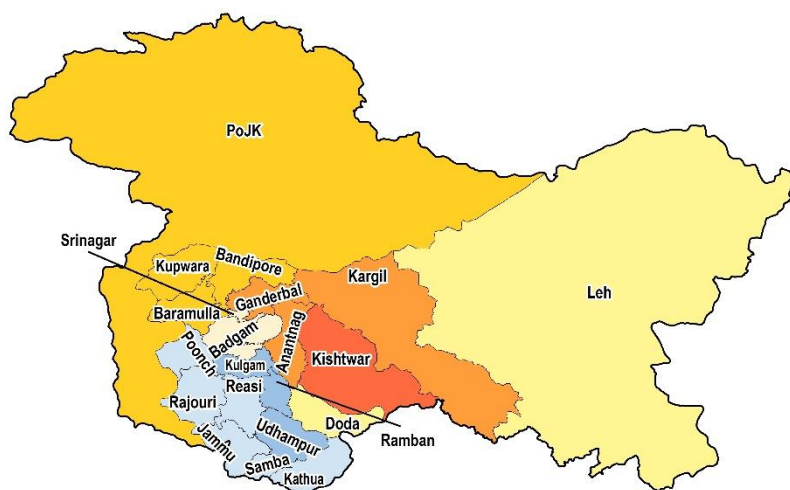 PoJK
Srinagar
Kupwara
Bandipore
Kargil
Leh
Ganderbal
Baramulla
Badgam
Anantnag
Poonch
Kulgam
Kishtwar
Reasi
Rajouri
Doda
Ramban
Udhampur
Jammu
Samba
Kathua